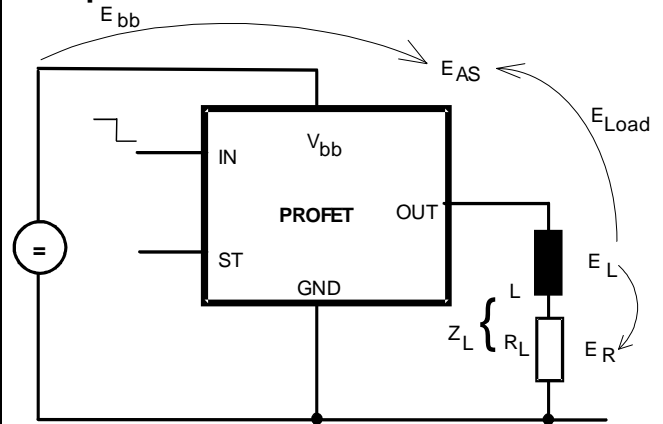 E bb
E AS
E Load
IN
V bb
PROFET
OUT
=
ST
GND
L
E L
Z L {
R L
E R